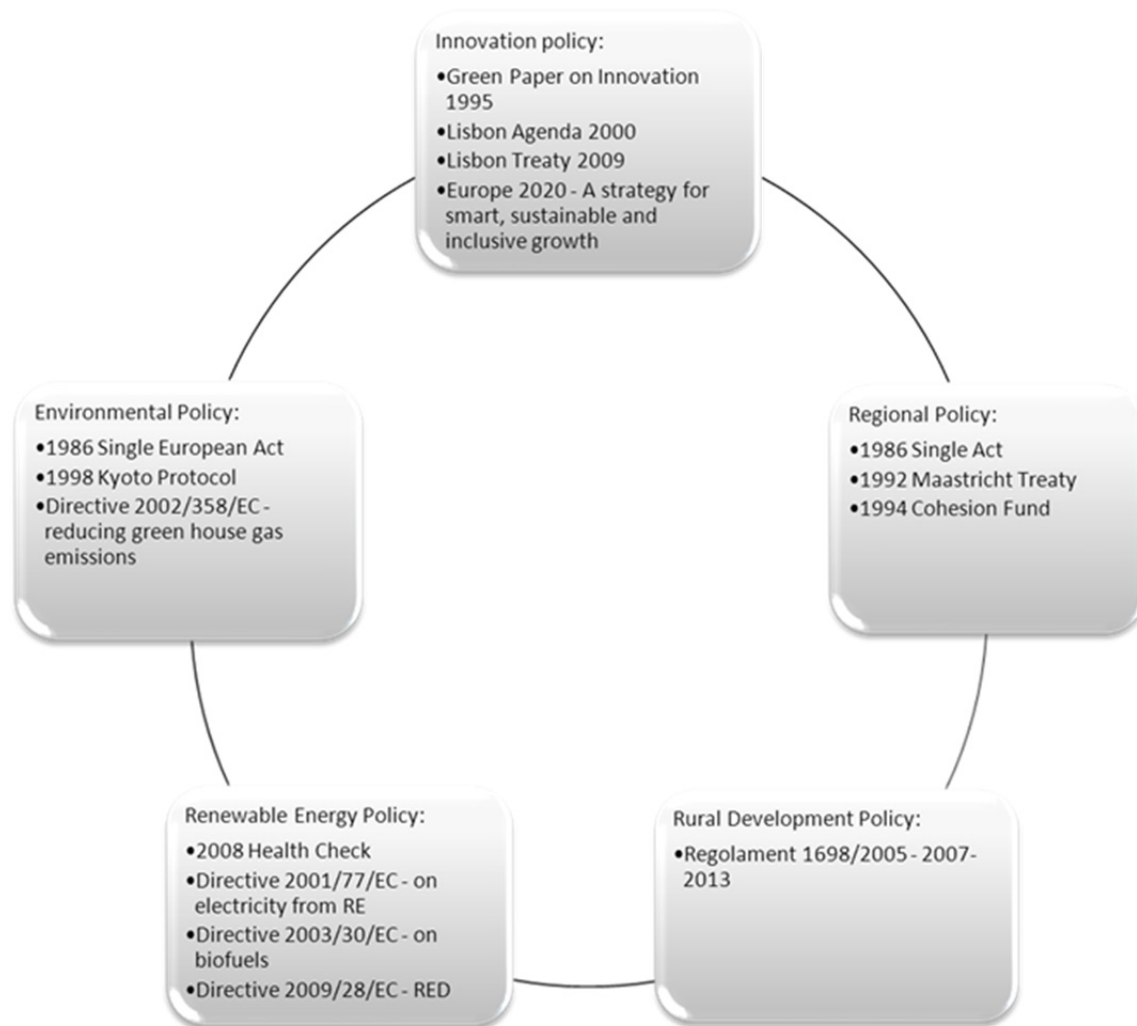 Innovation policy:
•Green Paper on Innovation
1995
•Lisbon Agenda 2000
•Lisbon Treaty 2009
•Europe 2020 - A strategy for
smart, sustainable and
inclusive growth
Environmental Policy:
•1986 Single European Act
•1998 Kyoto Protocol
•Directive 2002/358/EC -
reducing green house gas
emissions
Regional Policy:
•1986 Single Act
•1992 Maastricht Treaty
•1994 Cohesion Fund
Renewable Energy Policy:
•2008 Health Check
•Directive 2001/77/EC - on
electricity from RE
•Directive 2003/30/EC - on
biofuels
•Directive 2009/28/EC - RED
Rural Development Policy:
•Regolament 1698/2005 - 2007-
2013